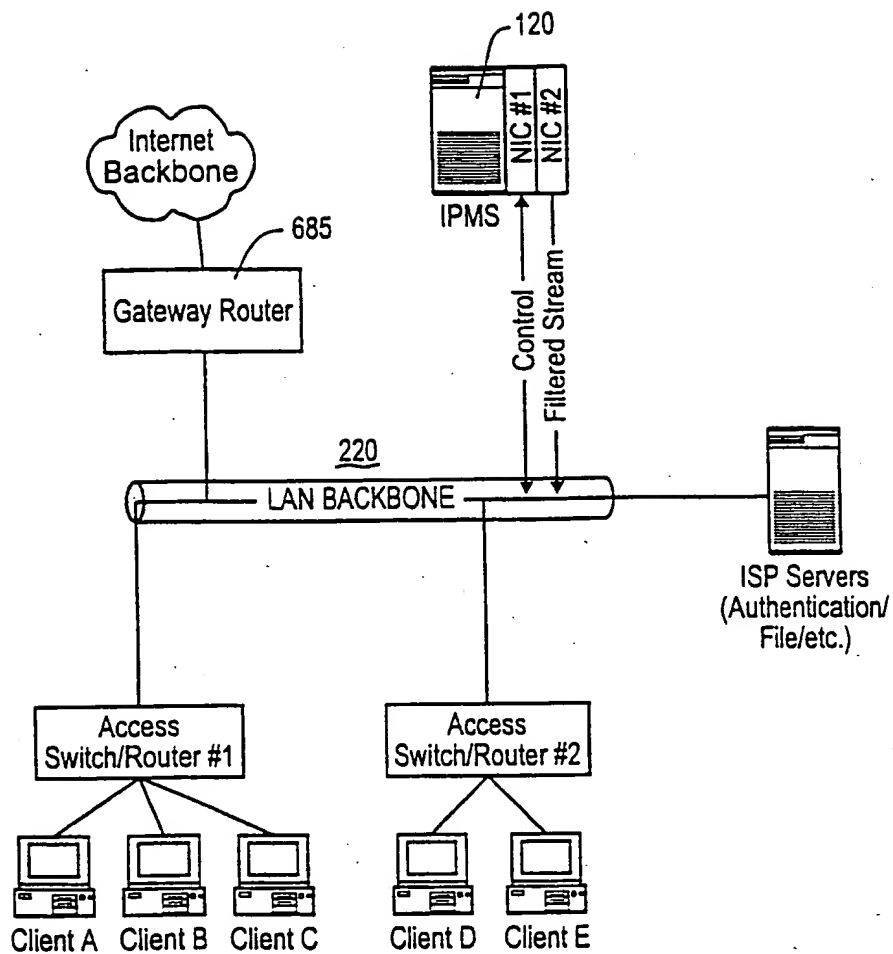 120
NIC #1
NIC #2
IPMS
Internet
Backbone
685
Gateway Router
Control
Filtered Stream
220
LAN BACKBONE
ISP Servers
(Authentication/
File/etc.)
Access
Switch/Router #1
Access
Switch/Router #2
Client A
Client B
Client C
Client D
Client E